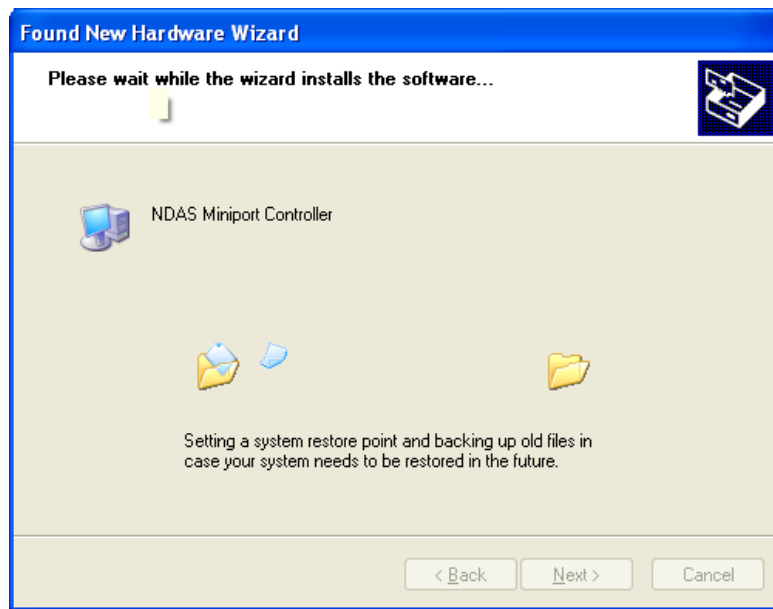 Found New Hardware Wizard
Please wait while the wizard installs the software...
NDAS Miniport Controller
Setting a system restore point and backing up old files in
case your system needs to be restored in the future.
< Back Next > Cancel